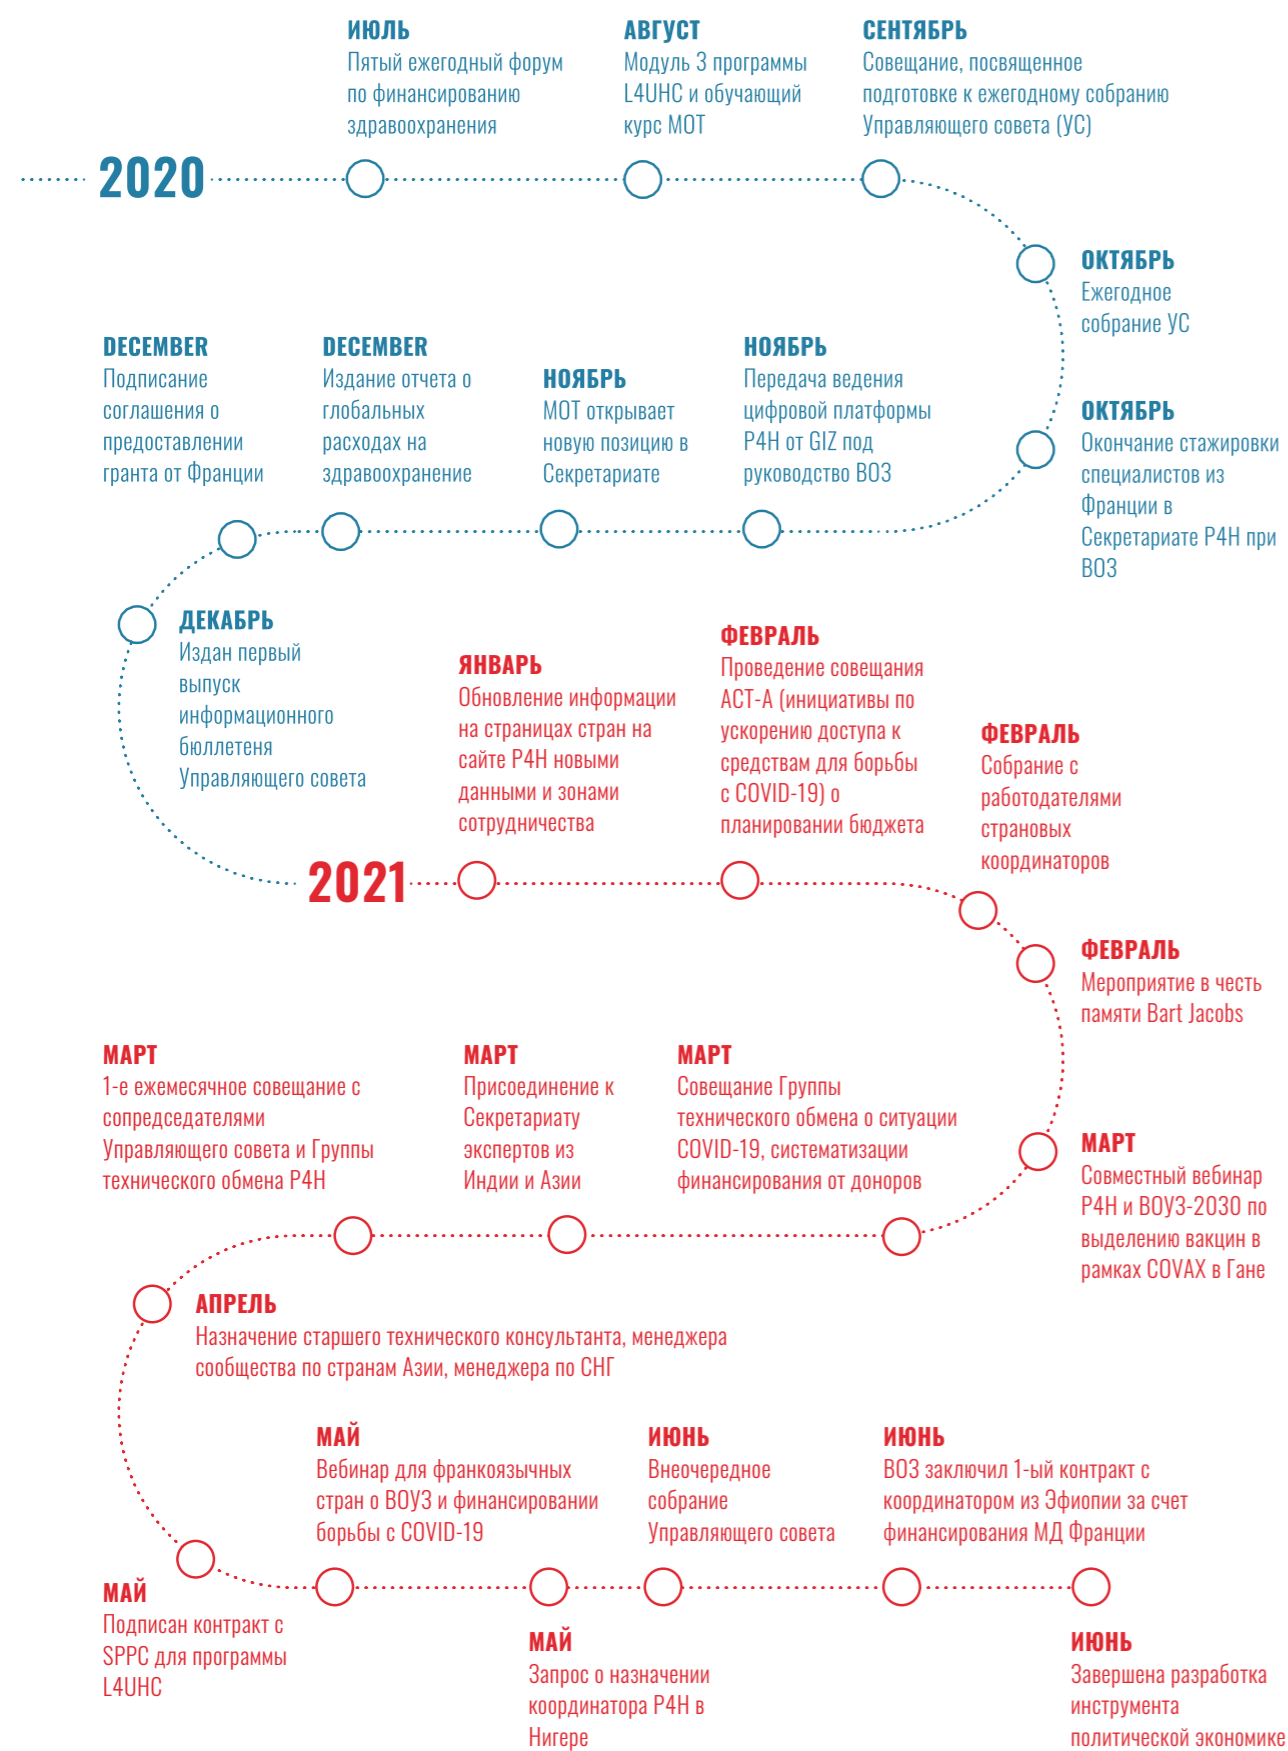 ИЮЛЬ
Пятый ежегодный форум
по финансированию
здравоохранения
АВГУСТ
Модуль 3 программы
L4UHC и обучающий
курс МОТ
СЕНТЯБРЬ
Совещание, посвященное
подготовке к ежегодному собранию
Управляющего совета (УС)
2020
ОКТЯБРЬ
Ежегодное
собрание УС
ОКТЯБРЬ
Окончание стажировки
специалистов из
Франции в
Секретариате P4H при
ВОЗ
НОЯБРЬ
Передача ведения
цифровой платформы
P4H от GIZ под
руководство ВОЗ
НОЯБРЬ
МОТ открывает
новую позицию в
Секретариате
DECEMBER
Издание отчета о
глобальных
расходах на
здравоохранение
DECEMBER
Подписание
соглашения о
предоставлении
гранта от Франции
ДЕКАБРЬ
Издан первый
выпуск
информационного
бюллетеня
Управляющего совета
2021
ЯНВАРЬ
Обновление информации
на страницах стран на
сайте P4H новыми
данными и зонами
сотрудничества
ФЕВРАЛЬ
Проведение совещания
ACT-A (инициативы по
ускорению доступа к
средствам для борьбы
с COVID-19) о
планировании бюджета
ФЕВРАЛЬ
Собрание с
работодателями
страновых
координаторов
ФЕВРАЛЬ
Мероприятие в честь
памяти Bart Jacobs
МАРТ
Совместный вебинар
P4H и ВОУЗ-2030 по
выделению вакцин в
рамках COVAX в Гане
МАРТ
Совещание Группы
технического обмена о ситуации
COVID-19, систематизации
финансирования от доноров
МАРТ
Присоединение к
Секретариату
экспертов из
Индии и Азии
МАРТ
1-е ежемесячное совещание с
сопредседателями
Управляющего совета и Группы
технического обмена P4H
АПРЕЛЬ
Назначение старшего технического консультанта, менеджера
сообщества по странам Азии, менеджера по СНГ
МАЙ
Подписан контракт с
SPPC для программы
L4UHC
МАЙ
Вебинар для франкоязычных
стран о ВОУЗ и финансировании
борьбы с COVID-19
МАЙ
Запрос о назначении
координатора P4H в
Нигере
ИЮНЬ
Внеочередное
собрание
Управляющего совета
ИЮНЬ
ВОЗ заключил 1-ый контракт с
координатором из Эфиопии за счет
финансирования МД Франции
ИЮНЬ
Завершена разработка
инструмента
политической экономике